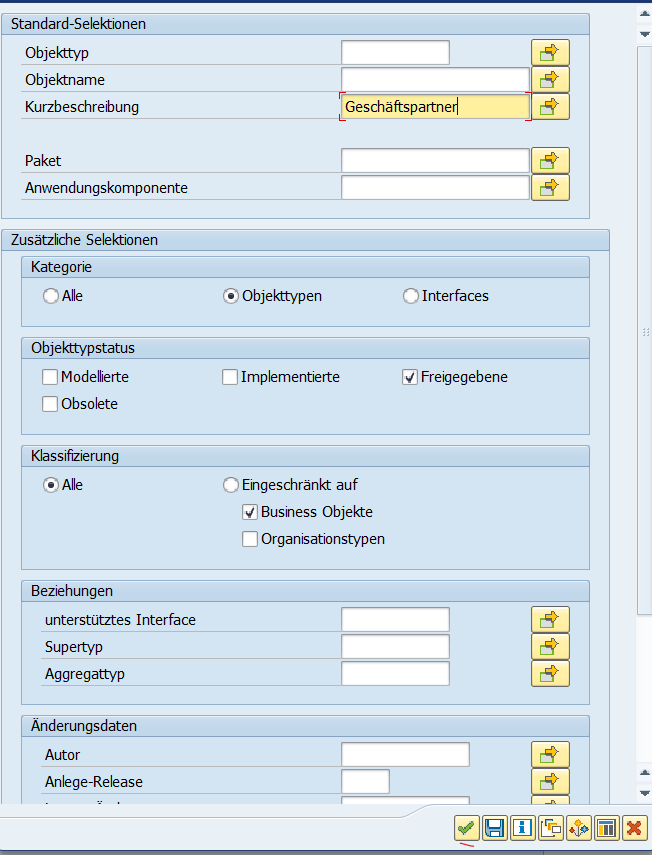 Standard-Selektionen
Objekttyp
Objektname
Kurzbeschreibung Geschäftspartner
Paket
Anwendungskomponente
Zusätzliche Selektionen
Kategorie
Alle Objekttypen Interfaces
Objekttypstatus
Modellierte Implementierte Freigegebene
Obsolete
Klassifizierung
Alle Eingeschränkt auf
Business Objekte
Organisationstypen
Beziehungen
unterstütztes Interface
Supertyp
Aggregattyp
Änderungsdaten
Autor
Anlege-Release